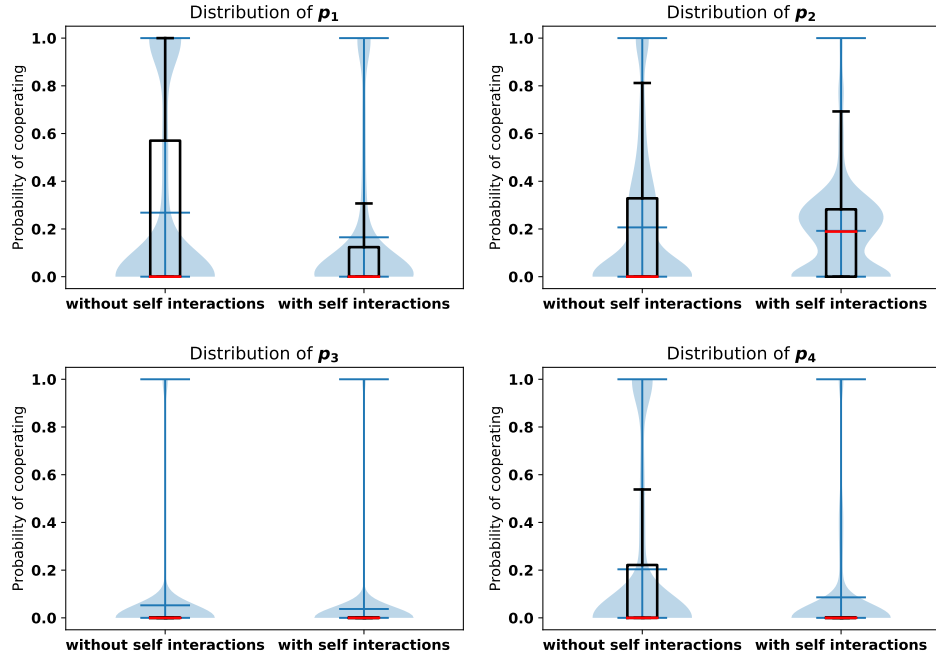 Distribution of p1
Distribution of p2
Probability of cooperating
1.0
0.8
0.6
0.4
0.2
0.0
without self interactions with self interactions
Probability of cooperating
1.0
0.8
0.6
0.4
0.2
0.0
without self interactions with self interactions
Distribution of p3
Distribution of p4
Probability of cooperating
1.0
0.8
0.6
0.4
0.2
0.0
without self interactions with self interactions
Probability of cooperating
1.0
0.8
0.6
0.4
0.2
0.0
without self interactions with self interactions